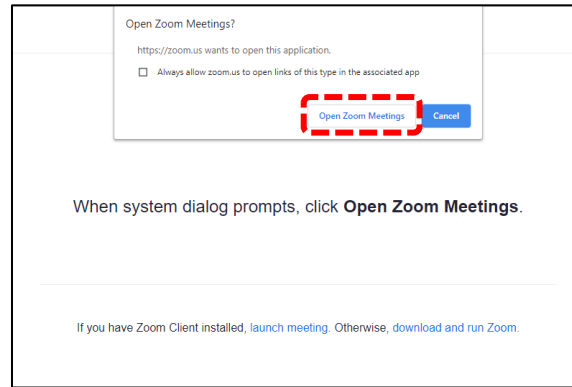 Open Zoom Meetings?
https://zoom.us wants to open this application.
Always allow zoom.us to open links of this type in the associated app
Open Zoom Meetings Cancel
When system dialog prompts, click Open Zoom Meetings.
If you have Zoom Client installed, launch meeting. Otherwise, download and run Zoom.